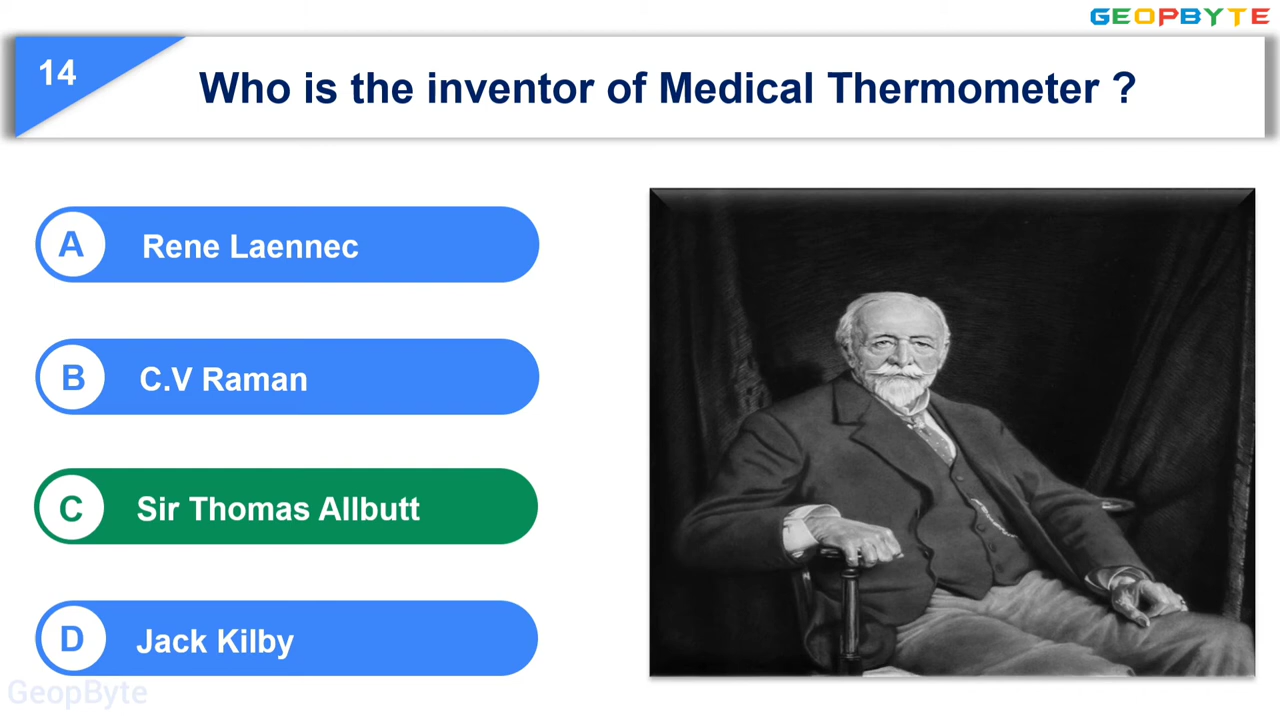 GEOPBYTE
14
Who is the inventor of Medical Thermometer ?
A
Rene Laennec
B
C.V Raman
C
Sir Thomas Allbutt
D
Jack Kilby
GeopByte